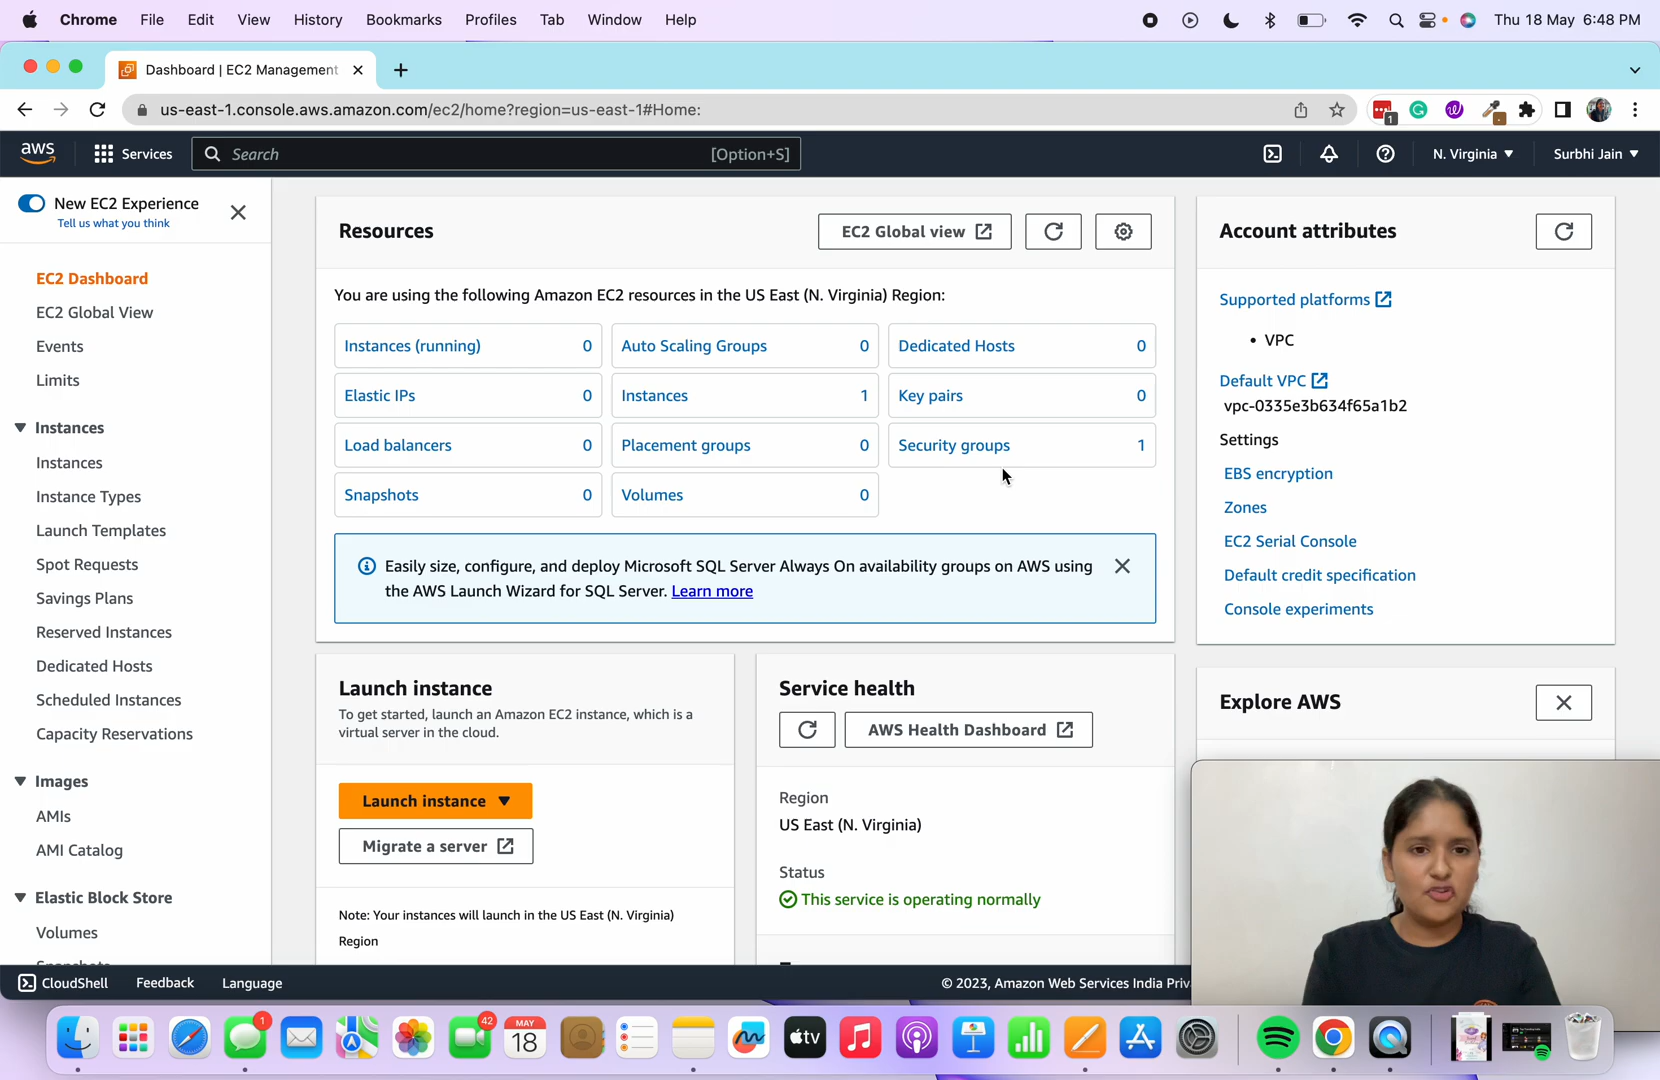 Chrome File Edit View History Bookmarks Profiles Tab Window Help Thu 18 May 6:48 PM
Dashboard | EC2 Management
us-east-1.console.aws.amazon.com/ec2/home?region=us-east-1#Home:
1
aws Services Search [Option+S] N. Virginia Surbhi Jain
New EC2 Experience
Tell us what you think
EC2 Dashboard
EC2 Global View
Events
Limits
Instances
Instances
Instance Types
Launch Templates
Spot Requests
Savings Plans
Reserved Instances
Dedicated Hosts
Scheduled Instances
Capacity Reservations
Images
AMIs
AMI Catalog
Elastic Block Store
Volumes
Snapshots
Resources
EC2 Global view
You are using the following Amazon EC2 resources in the US East (N. Virginia) Region:
Instances (running) 0 Auto Scaling Groups 0 Dedicated Hosts 0
Elastic IPs 0 Instances 1 Key pairs 0
Load balancers 0 Placement groups 0 Security groups 1
Snapshots 0 Volumes 0
Easily size, configure, and deploy Microsoft SQL Server Always On availability groups on AWS using
the AWS Launch Wizard for SQL Server. Learn more
Launch instance
To get started, launch an Amazon EC2 instance, which is a
virtual server in the cloud.
Launch instance
Migrate a server
Note: Your instances will launch in the US East (N. Virginia)
Region
Service health
AWS Health Dashboard
Region
US East (N. Virginia)
Status
This service is operating normally
Account attributes
Supported platforms
• VPC
Default VPC
vpc-0335e3b634f65a1b2
Settings
EBS encryption
Zones
EC2 Serial Console
Default credit specification
Console experiments
Explore AWS
CloudShell Feedback Language © 2023, Amazon Web Services India Priv
1
42
MAY
18
tv